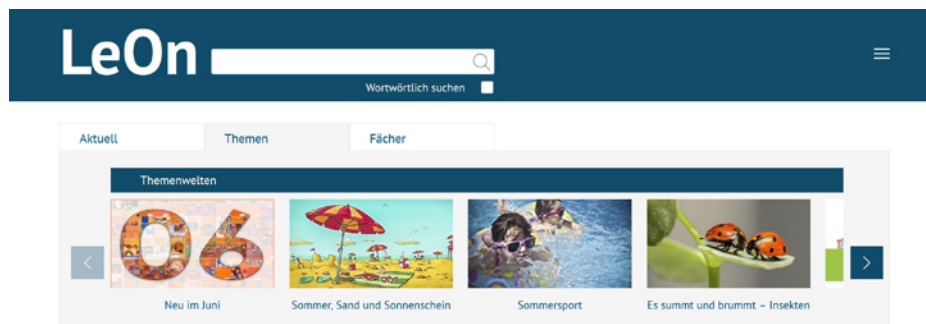 LeOn
Wortwörtlich suchen
Aktuell
Themen
Fächer
Themenwelten
06
Neu im Juni
Sommer, Sand und Sonnenschein
Sommersport
Es summt und brummt – Insekten